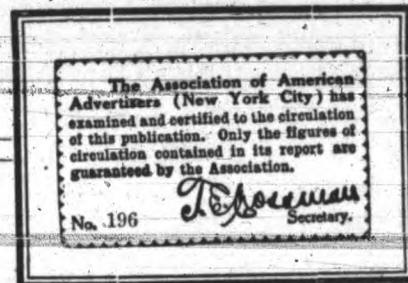 The Association of American
Advertizers (New York City) has
examined and certified to the circulation
of this publication. Only the figures of
circulation contained in its report are
guaranteed by the Association.
No. 196 Secretary.